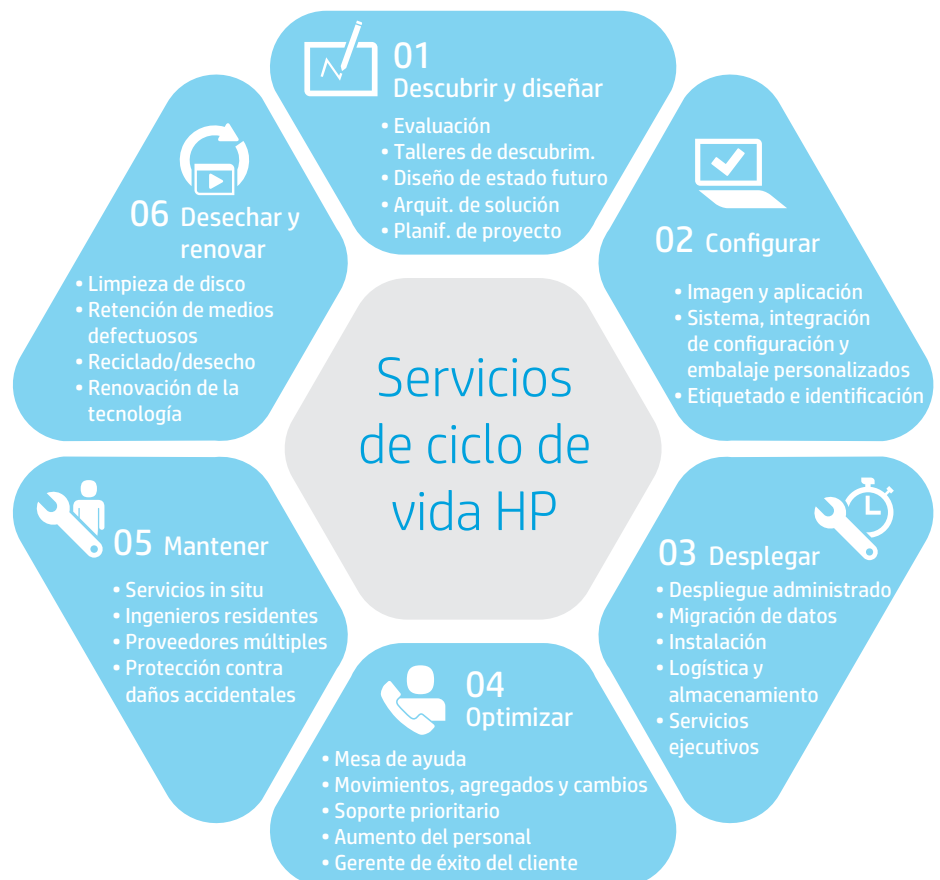 01
Descubrir y diseñar
• Evaluación
• Talleres de descubrim.
• Diseño de estado futuro
• Arquit. de solución
• Planif. de proyecto
02 Configurar
• Imagen y aplicación
• Sistema, integración
de configuración y
embalaje personalizados
• Etiquetado e identificación
03 Desplegar
• Despliegue administrado
• Migración de datos
• Instalación
• Logística y
almacenamiento
• Servicios
ejecutivos
04
Optimizar
• Mesa de ayuda
• Movimientos, agregados y cambios
• Soporte prioritario
• Aumento del personal
• Gerente de éxito del cliente
05 Mantener
• Servicios in situ
• Ingenieros residentes
• Proveedores múltiples
• Protección contra
daños accidentales
06 Desechar y
renovar
• Limpieza de disco
• Retención de medios
defectuosos
• Reciclado/desecho
• Renovación de la
tecnología
Servicios
de ciclo de
vida HP